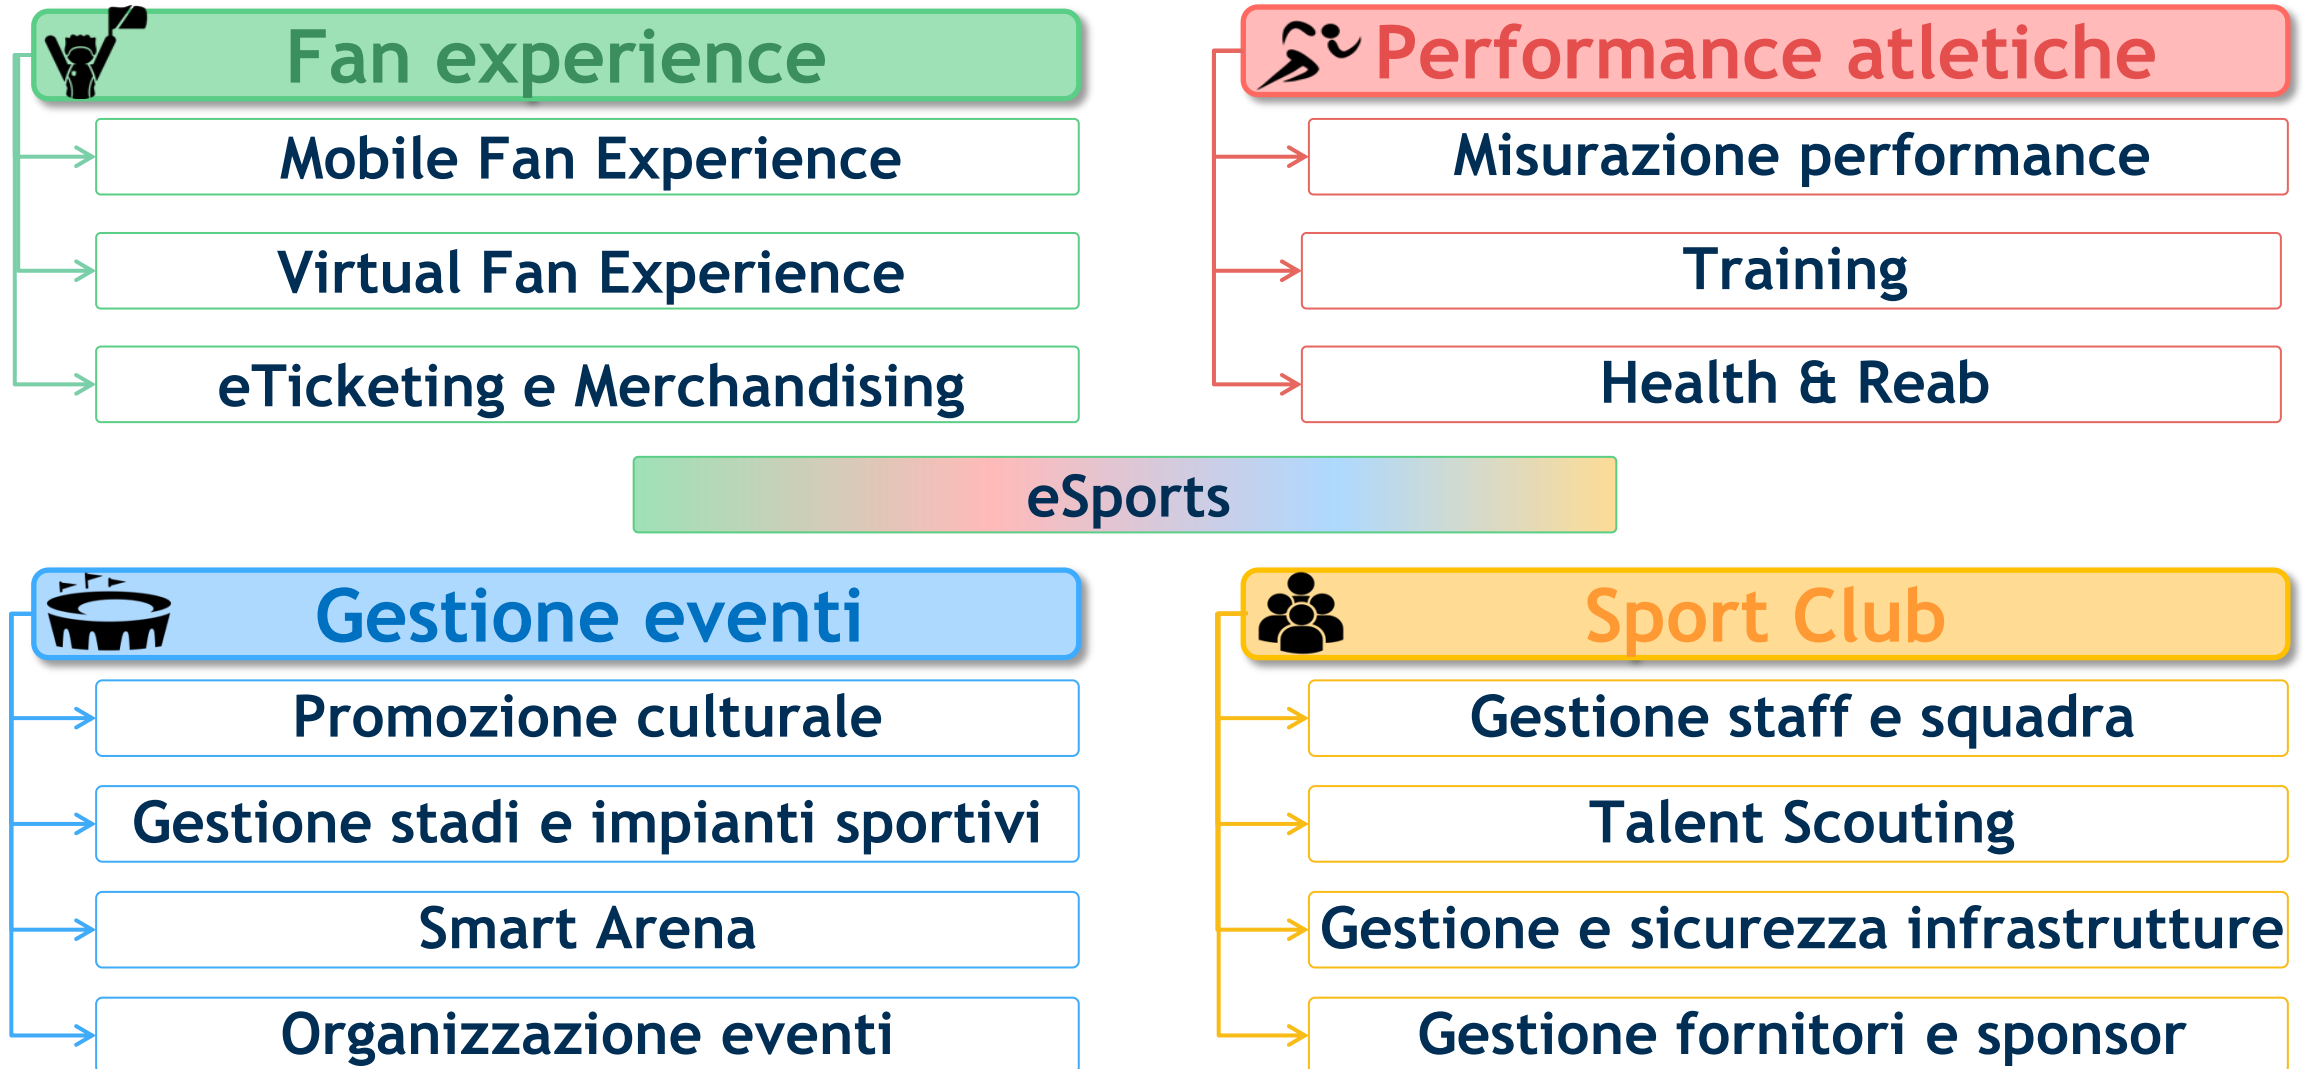 Fan experience
Mobile Fan Experience
Virtual Fan Experience
eTicketing e Merchandising
Performance atletiche
Misurazione performance
Training
Health & Reab
eSports
Gestione eventi
Promozione culturale
Gestione stadi e impianti sportivi
Smart Arena
Organizzazione eventi
Sport Club
Gestione staff e squadra
Talent Scouting
Gestione e sicurezza infrastrutture
Gestione fornitori e sponsor